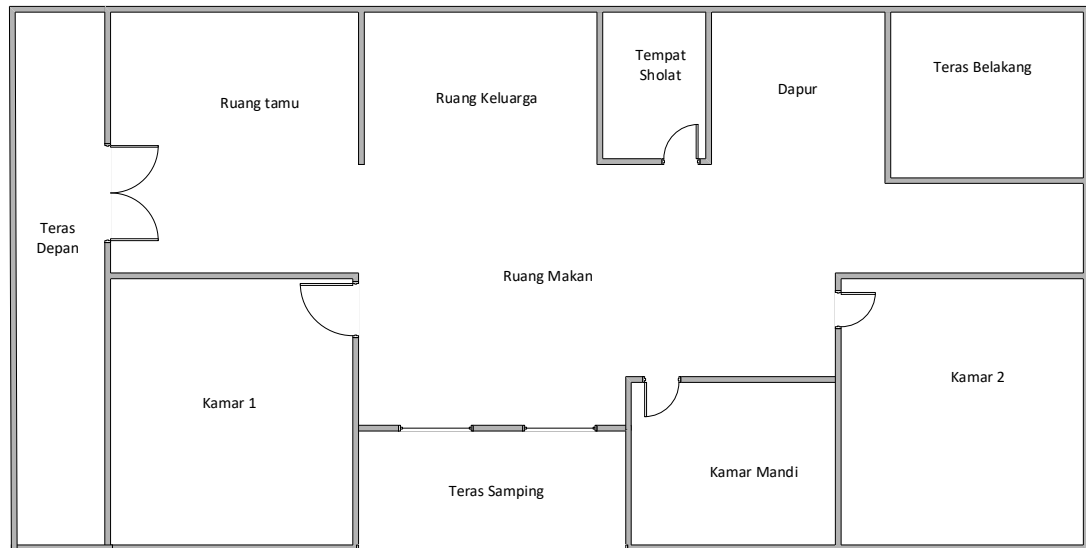 Tempat
Sholat
Teras Belakang
Dapur
Ruang Keluarga
Ruang tamu
Teras
Depan
Ruang Makan
Kamar 2
Kamar 1
Kamar Mandi
Teras Samping